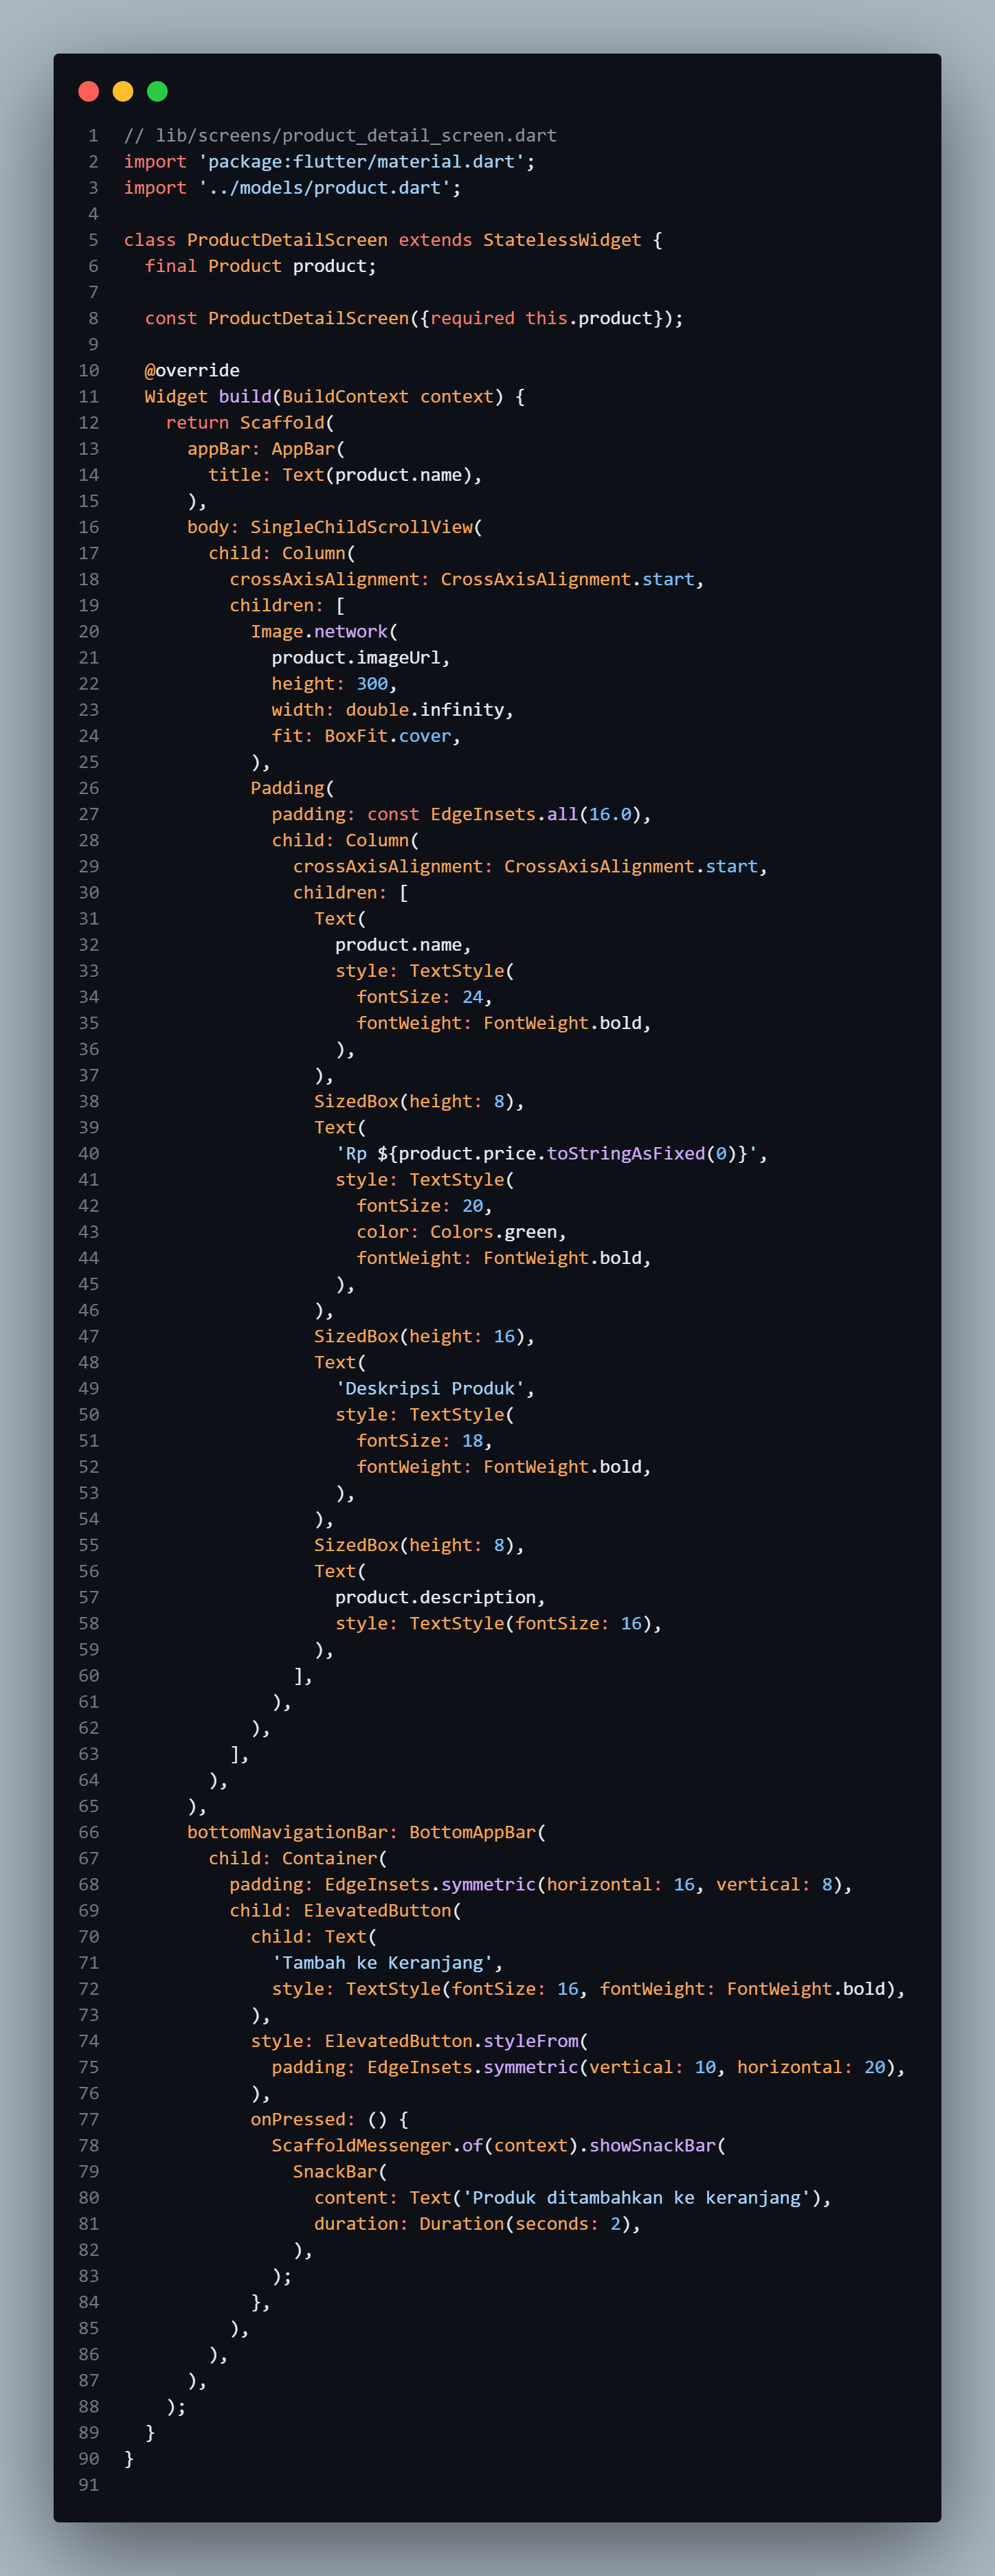 1 // lib/screens/product_detail_screen.dart
2 import 'package:flutter/material.dart';
3 import '../models/product.dart';
4
5 class ProductDetailScreen extends StatelessWidget {
6   final Product product;
7
8   const ProductDetailScreen({required this.product});
9
10   @override
11   Widget build(BuildContext context) {
12     return Scaffold(
13       appBar: AppBar(
14         title: Text(product.name),
15       ),
16       body: SingleChildScrollView(
17         child: Column(
18           crossAxisAlignment: CrossAxisAlignment.start,
19           children: [
20             Image.network(
21               product.imageUrl,
22               height: 300,
23               width: double.infinity,
24               fit: BoxFit.cover,
25             ),
26             Padding(
27               padding: const EdgeInsets.all(16.0),
28               child: Column(
29                 crossAxisAlignment: CrossAxisAlignment.start,
30                 children: [
31                   Text(
32                     product.name,
33                     style: TextStyle(
34                       fontSize: 24,
35                       fontWeight: FontWeight.bold,
36                     ),
37                   ),
38                   SizedBox(height: 8),
39                   Text(
40                     'Rp ${product.price.toStringAsFixed(0)}',
41                     style: TextStyle(
42                       fontSize: 20,
43                       color: Colors.green,
44                       fontWeight: FontWeight.bold,
45                     ),
46                   ),
47                   SizedBox(height: 16),
48                   Text(
49                     'Deskripsi Produk',
50                     style: TextStyle(
51                       fontSize: 18,
52                       fontWeight: FontWeight.bold,
53                     ),
54                   ),
55                   SizedBox(height: 8),
56                   Text(
57                     product.description,
58                     style: TextStyle(fontSize: 16),
59                   ),
60                 ],
61               ),
62             ),
63           ],
64         ),
65       ),
66       bottomNavigationBar: BottomAppBar(
67         child: Container(
68           padding: EdgeInsets.symmetric(horizontal: 16, vertical: 8),
69           child: ElevatedButton(
70             child: Text(
71               'Tambah ke Keranjang',
72               style: TextStyle(fontSize: 16, fontWeight: FontWeight.bold),
73             ),
74             style: ElevatedButton.styleFrom(
75               padding: EdgeInsets.symmetric(vertical: 10, horizontal: 20),
76             ),
77             onPressed: () {
78               ScaffoldMessenger.of(context).showSnackBar(
79                 SnackBar(
80                   content: Text('Produk ditambahkan ke keranjang'),
81                   duration: Duration(seconds: 2),
82                 ),
83               );
84             },
85           ),
86         ),
87       ),
88     );
89   }
90 }
91